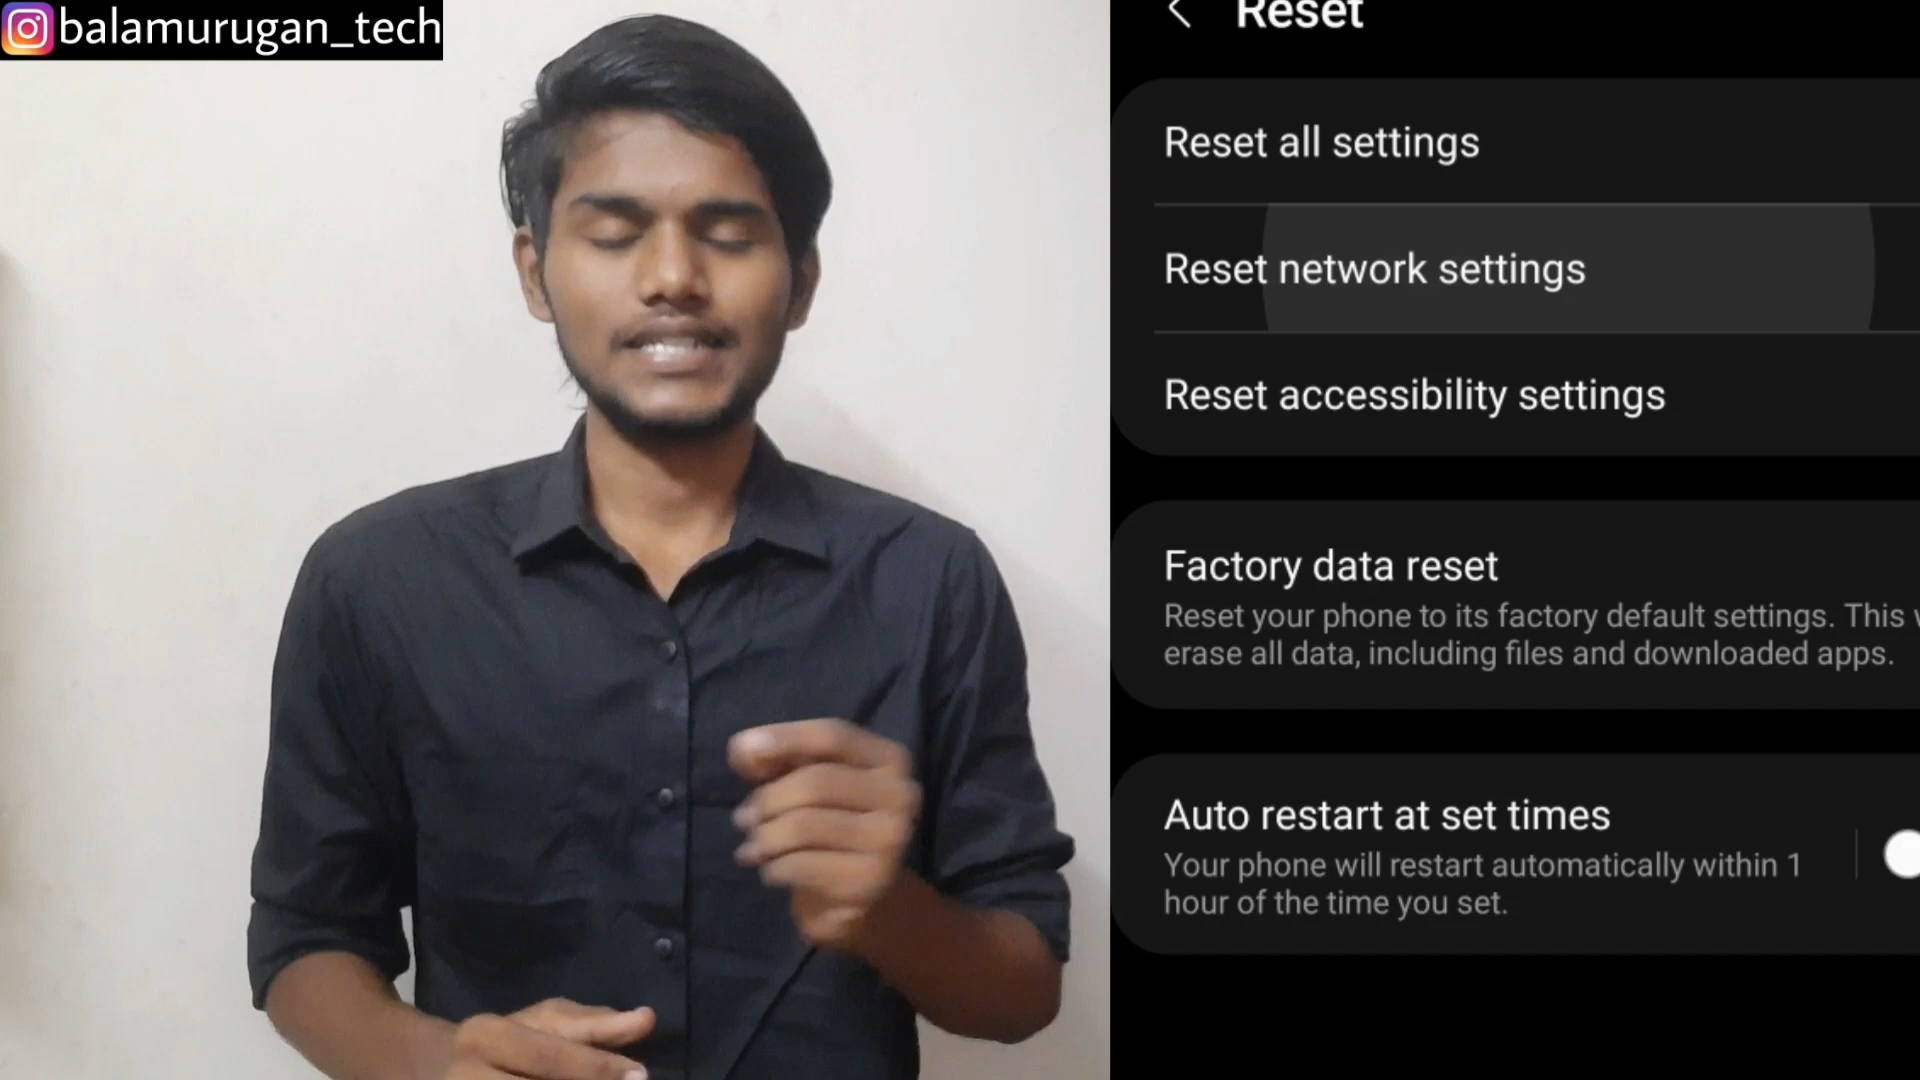 balamurugan_tech
Reset
Reset all settings
Reset network settings
Reset accessibility settings
Factory data reset
Reset your phone to its factory default settings. This
erase all data, including files and downloaded apps.
Auto restart at set times
Your phone will restart automatically within 1
hour of the time you set.